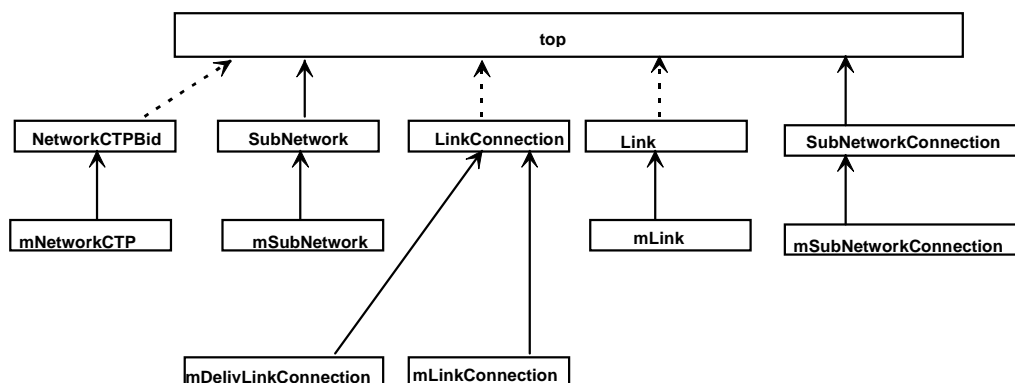 top
NetworkCTPBid
SubNetwork
LinkConnection
Link
SubNetworkConnection
mNetworkCTP
mSubNetwork
mLink
mSubNetworkConnection
mDelivLinkConnection
mLinkConnection